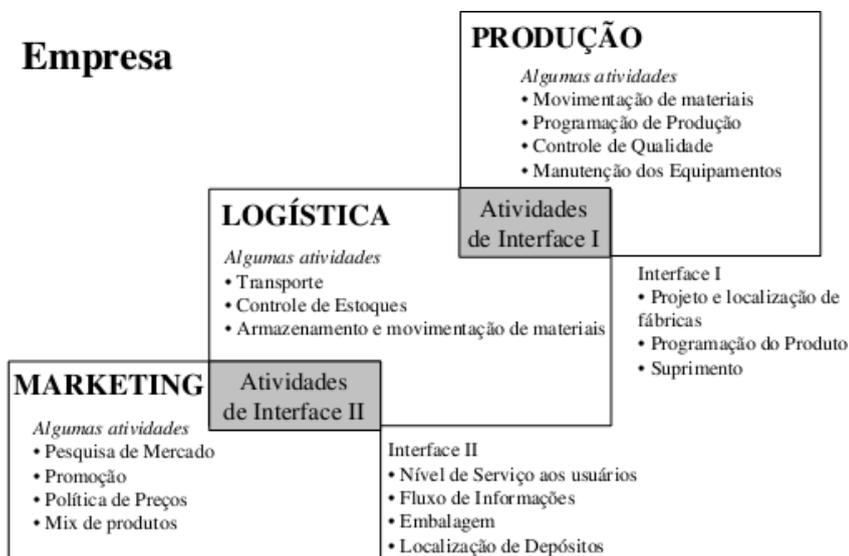 Empresa
PRODUÇÃO
Algumas atividades
• Movimentação de materiais
• Programação de Produção
• Controle de Qualidade
• Manutenção dos Equipamentos
Atividades
de Interface I
LOGÍSTICA
Algumas atividades
• Transporte
• Controle de Estoques
• Armazenamento e movimentação de materiais
Interface I
• Projeto e localização de
fábricas
• Programação do Produto
• Suprimento
MARKETING
Atividades
de Interface II
Algumas atividades
• Pesquisa de Mercado
• Promoção
• Política de Preços
• Mix de produtos
Interface II
• Nível de Serviço aos usuários
• Fluxo de Informações
• Embalagem
• Localização de Depósitos